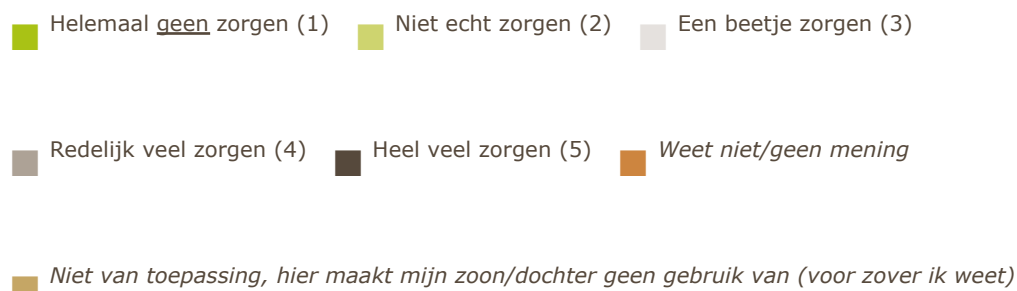 Helemaal geen zorgen (1) Niet echt zorgen (2) Een beetje zorgen (3)
Redelijk veel zorgen (4) Heel veel zorgen (5) Weet niet/geen mening
Niet van toepassing, hier maakt mijn zoon/dochter geen gebruik van (voor zover ik weet)